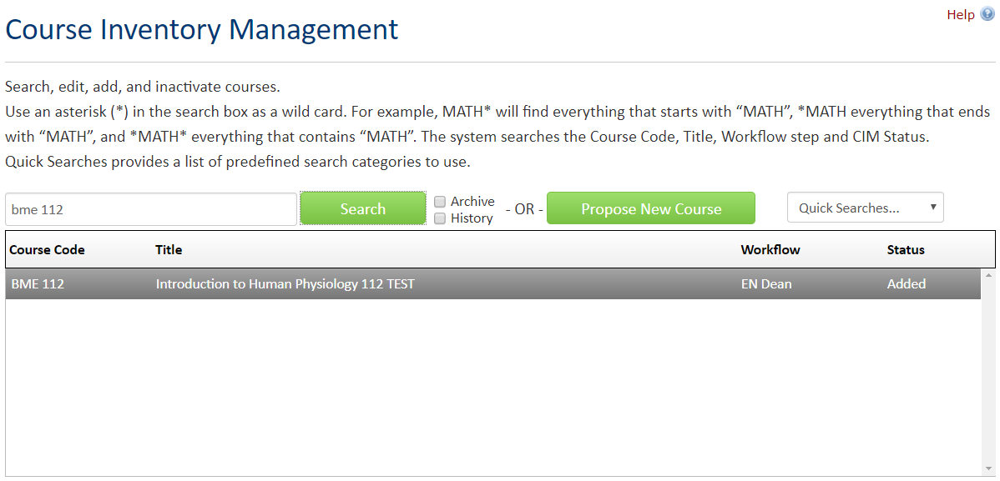 Help
Course Inventory Management
Search, edit, add, and inactivate courses.
Use an asterisk (*) in the search box as a wild card. For example, MATH* will find everything that starts with “MATH”, *MATH everything that ends
with “MATH”, and *MATH* everything that contains “MATH”. The system searches the Course Code, Title, Workflow step and CIM Status.
Quick Searches provides a list of predefined search categories to use.
bme 112 Search Archive History - OR - Propose New Course Quick Searches...
Course Code Title Workflow Status
BME 112 Introduction to Human Physiology 112 TEST EN Dean Added